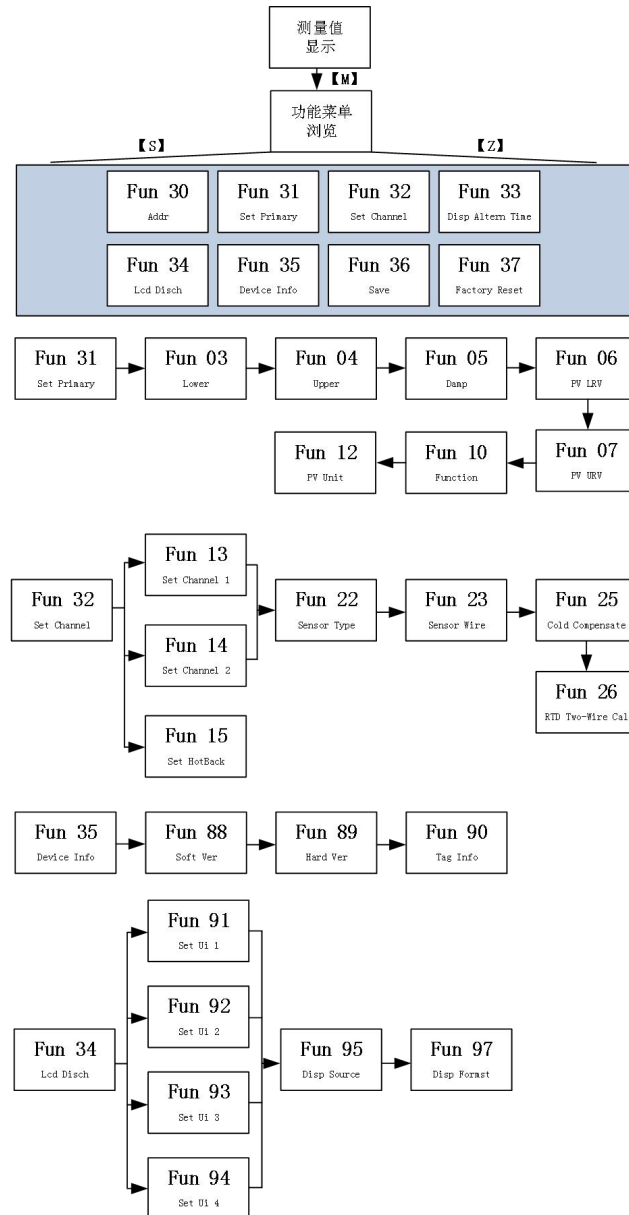 测量值
显示
【M】
功能菜单
浏览
【S】
【Z】
Fun 30
Addr
Fun 31
Set Primary
Fun 32
Set Channel
Fun 33
Disp Altern Time
Fun 34
Lcd Disch
Fun 35
Device Info
Fun 36
Save
Fun 37
Factory Reset
Fun 31
Set Primary
Fun 03
Lower
Fun 04
Upper
Fun 05
Damp
Fun 06
PV LRV
Fun 12
PV Unit
Fun 10
Function
Fun 07
PV URV
Fun 32
Set Channel
Fun 13
Set Channel 1
Fun 14
Set Channel 2
Fun 15
Set HotBack
Fun 22
Sensor Type
Fun 23
Sensor Wire
Fun 25
Cold Compensate
Fun 26
RTD Two-Wire Cal
Fun 35
Device Info
Fun 88
Soft Ver
Fun 89
Hard Ver
Fun 90
Tag Info
Fun 34
Lcd Disch
Fun 91
Set Ui 1
Fun 92
Set Ui 2
Fun 93
Set Ui 3
Fun 94
Set Ui 4
Fun 95
Disp Source
Fun 97
Disp Formst